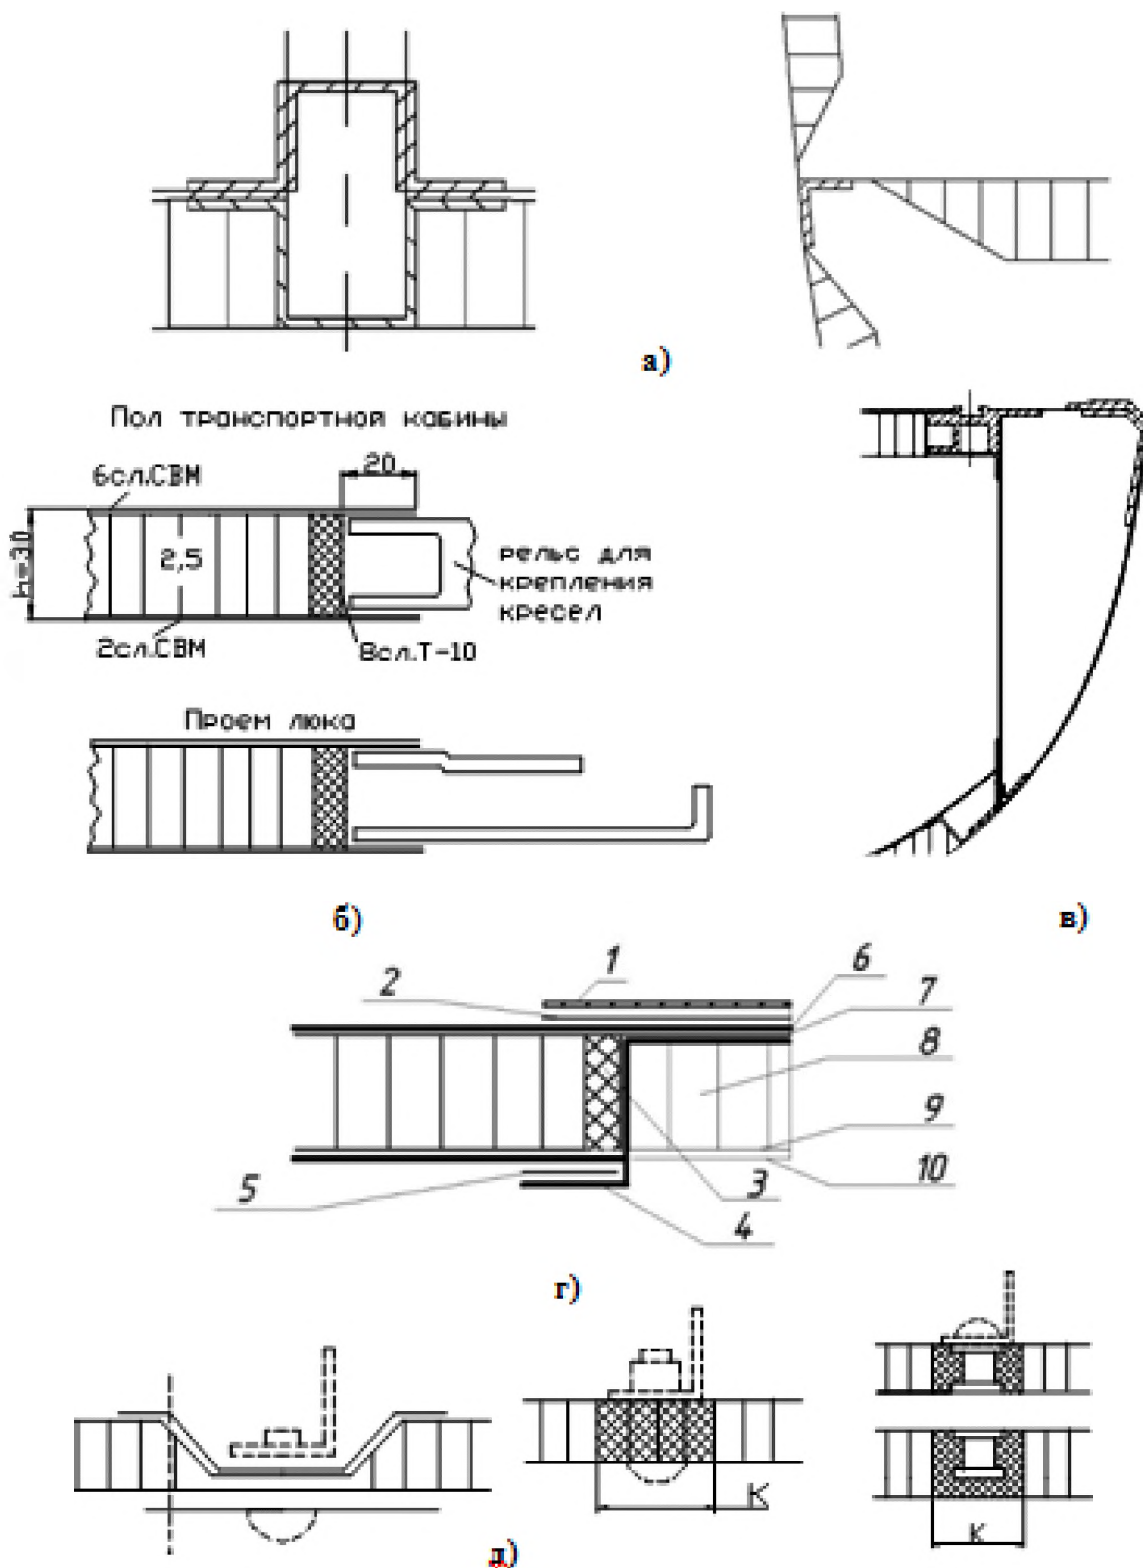 а)
Пол транспортной кабины
6сл.СВМ
20
h=30
2,5
рельс для
крепления
кресел
2сл.СВМ
8сл.Т-10
Проем люка
б)
в)
1
2
6
7
8
9
10
5
3
4
г)
K
K
д)